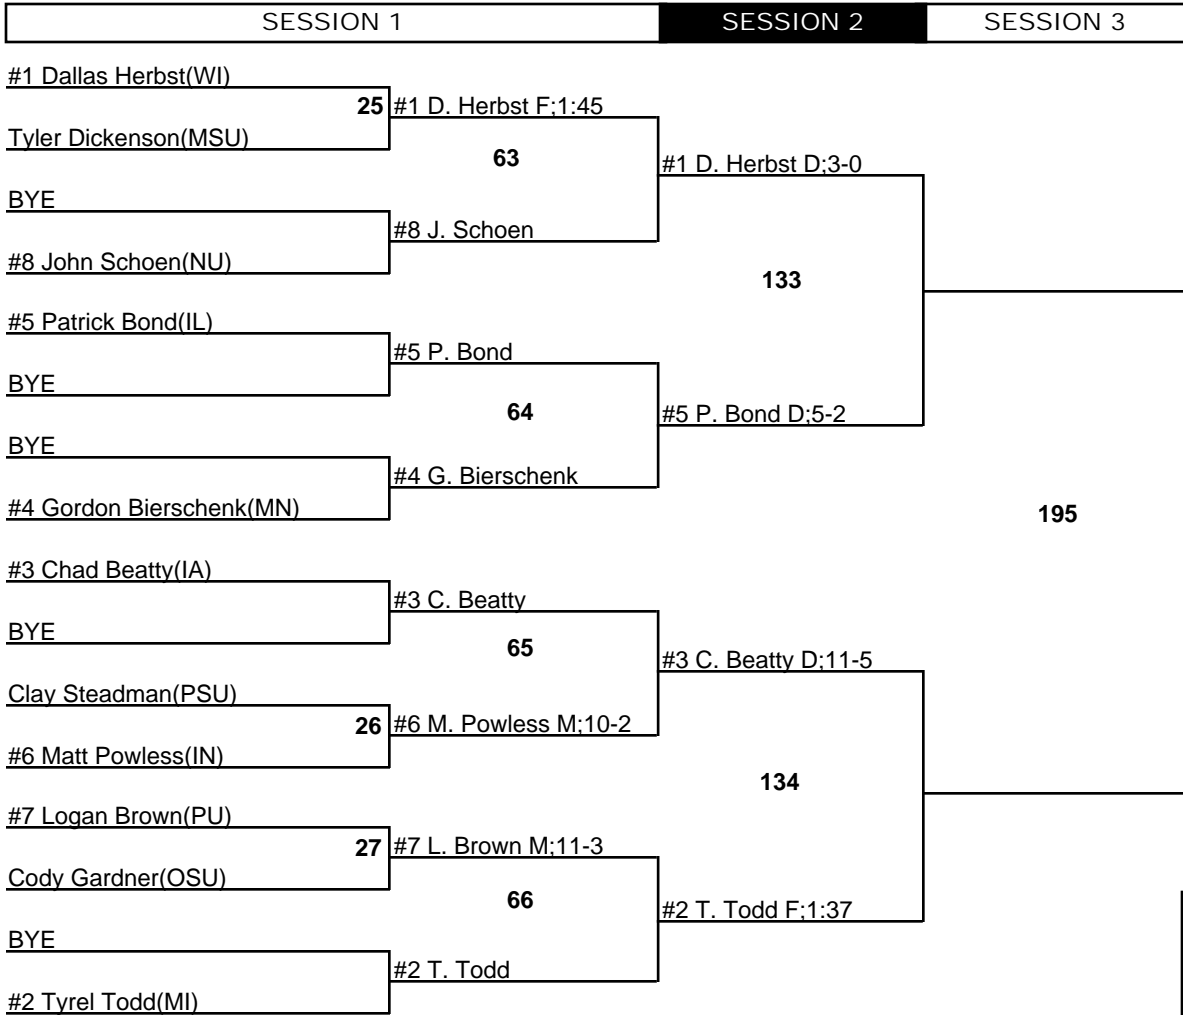 SESSION 1
SESSION 2
SESSION 3
#1 Dallas Herbst(WI)
25
#1 D. Herbst F;1:45
Tyler Dickenson(MSU)
63
#1 D. Herbst D;3-0
BYE
#8 J. Schoen
#8 John Schoen(NU)
133
#5 Patrick Bond(IL)
#5 P. Bond
BYE
64
#5 P. Bond D;5-2
BYE
#4 G. Bierschenk
#4 Gordon Bierschenk(MN)
195
#3 Chad Beatty(IA)
#3 C. Beatty
BYE
65
#3 C. Beatty D;11-5
Clay Steadman(PSU)
26
#6 M. Powless M;10-2
#6 Matt Powless(IN)
134
#7 Logan Brown(PU)
27
#7 L. Brown M;11-3
Cody Gardner(OSU)
66
#2 T. Todd F;1:37
BYE
#2 T. Todd
#2 Tyrel Todd(MI)